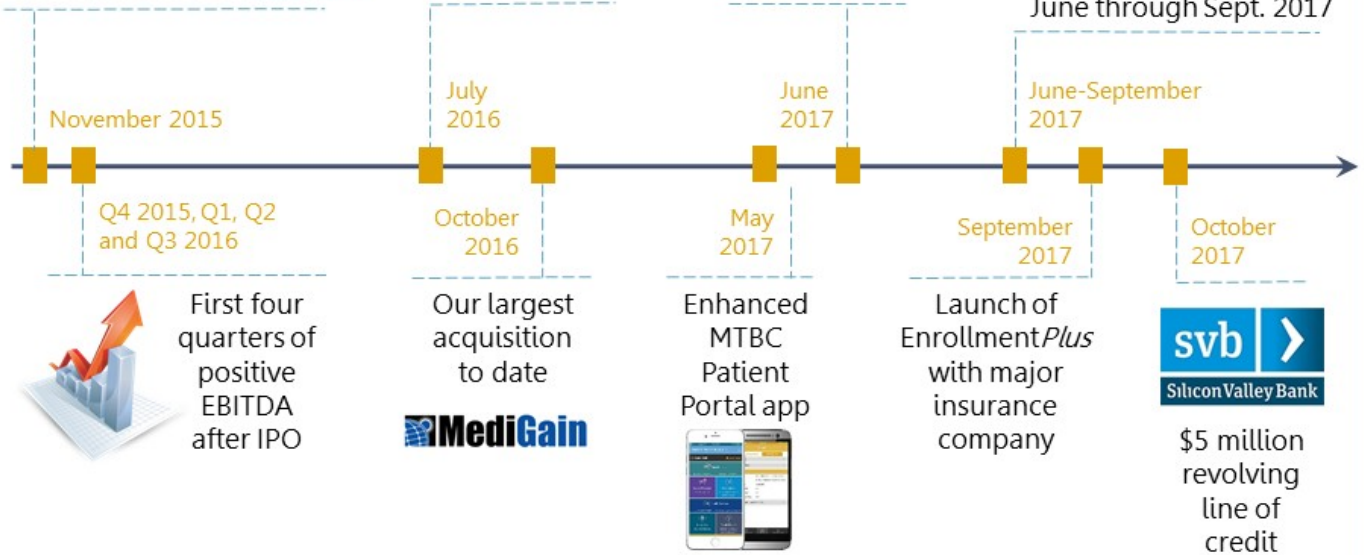 June through Sept. 2017
November 2015
July
2016
June
2017
June-September
2017
Q4 2015, Q1, Q2
and Q3 2016
October
2016
May
2017
September
2017
October
2017
First four
quarters of
positive
EBITDA
after IPO
Our largest
acquisition
to date
MediGain
Enhanced
MTBC
Patient
Portal app
Launch of
EnrollmentPlus
with major
insurance
company
svb
Silicon Valley Bank
$5 million
revolving
line of
credit